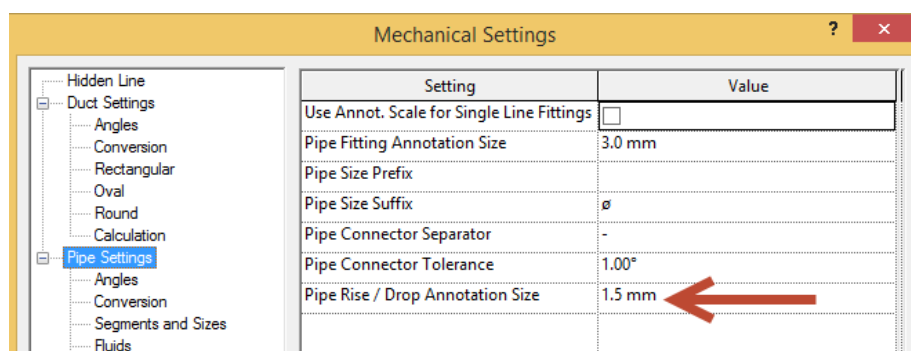 Mechanical Settings
?
×
Hidden Line
Duct Settings
Angles
Conversion
Rectangular
Oval
Round
Calculation
Pipe Settings
Angles
Conversion
Segments and Sizes
Fluids
Setting Value
Use Annot. Scale for Single Line Fittings
Pipe Fitting Annotation Size 3.0 mm
Pipe Size Prefix
Pipe Size Suffix ø
Pipe Connector Separator -
Pipe Connector Tolerance 1.00°
Pipe Rise / Drop Annotation Size 1.5 mm